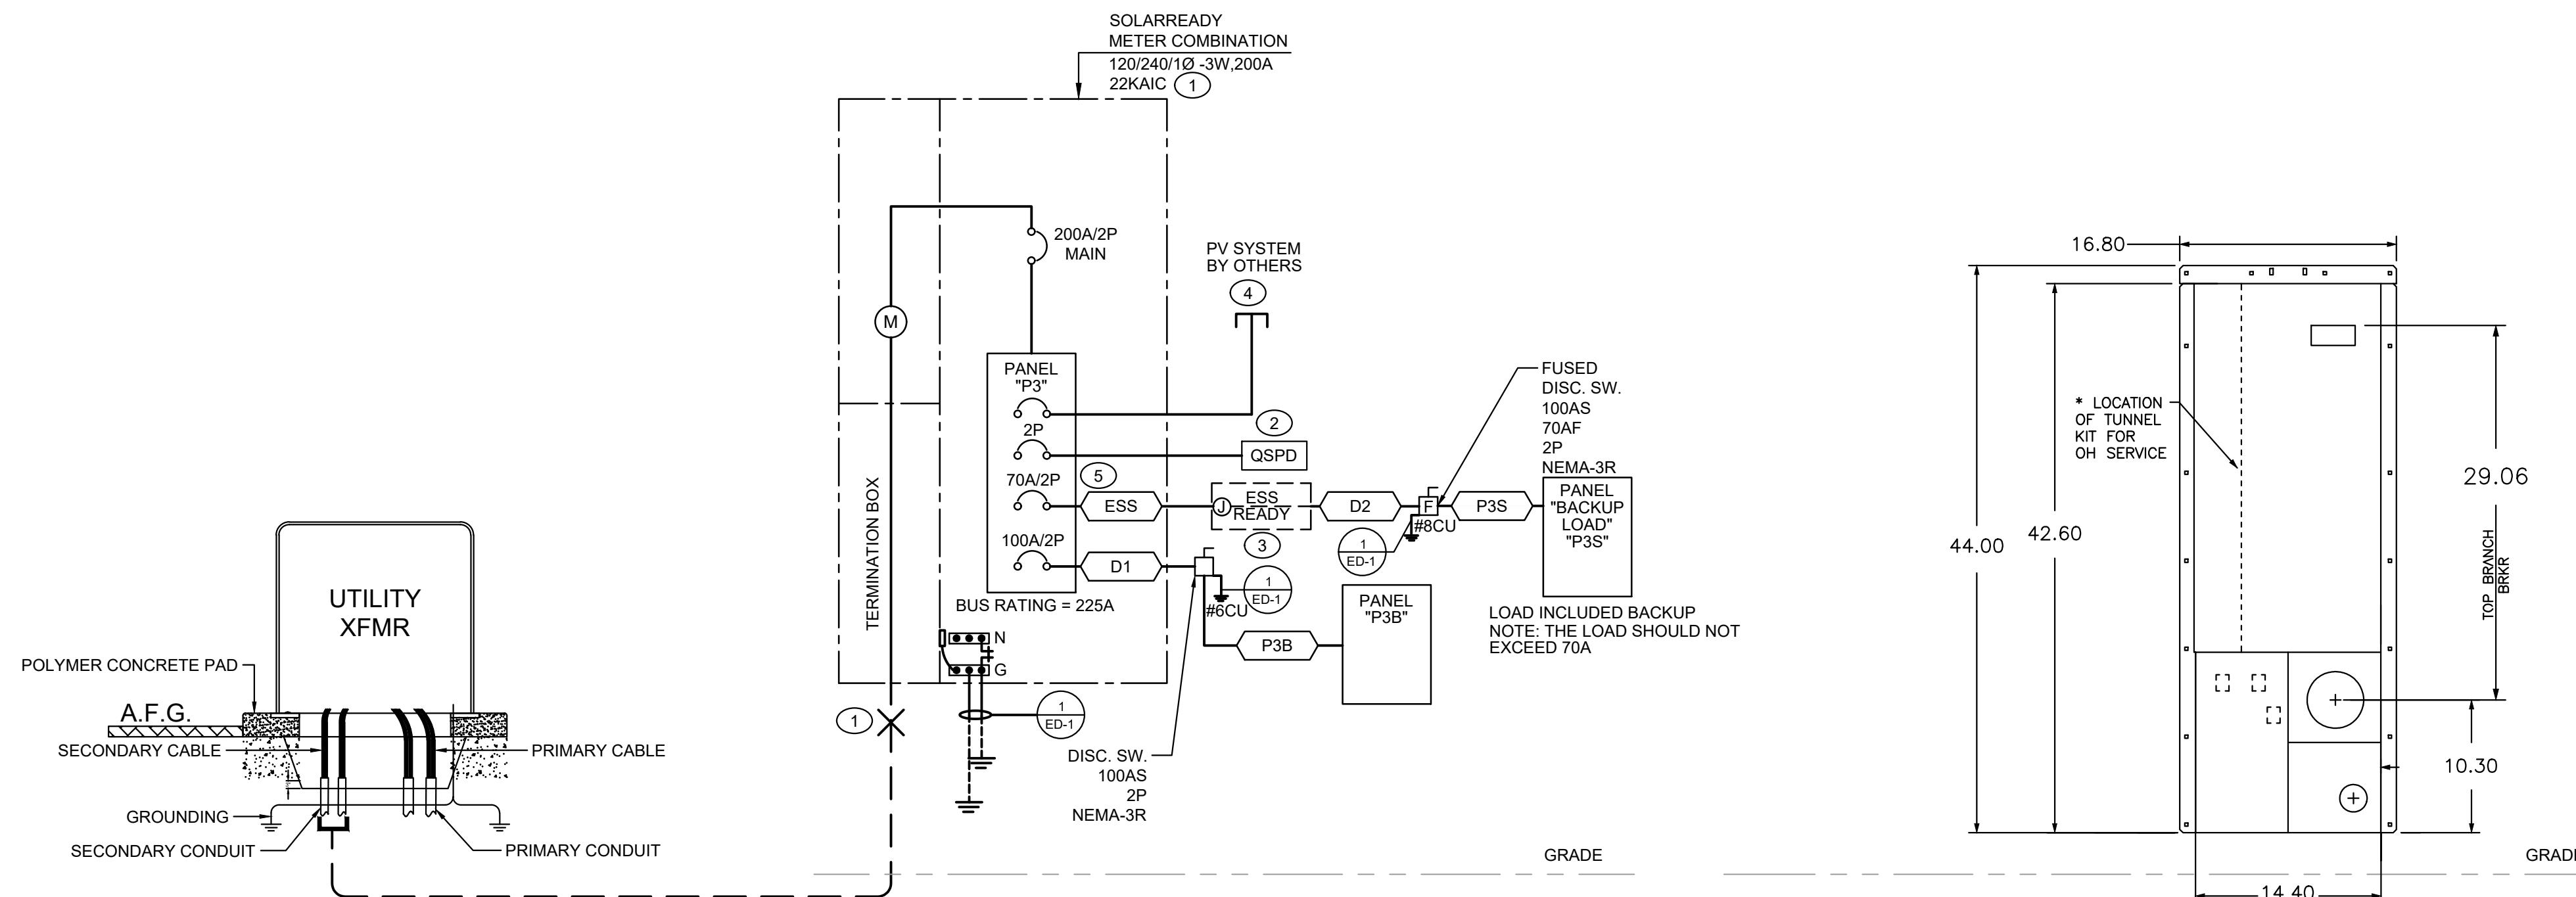 SOLARREADY
METER COMBINATION
120/240/1Ø -3W,200A
22KAIC 1
200A/2P
MAIN
M
TERMINATION BOX
PV SYSTEM
BY OTHERS
4
PANEL
"P3"
2P
2
QSPD
70A/2P
5
ESS
J
ESS
READY
3
D2
F
P3S
#8CU
1
ED-1
FUSED
DISC. SW.
100AS
70AF
2P
NEMA-3R
PANEL
"BACKUP
LOAD"
"P3S"
LOAD INCLUDED BACKUP
NOTE: THE LOAD SHOULD NOT
EXCEED 70A
100A/2P
D1
#6CU
1
ED-1
P3B
PANEL
"P3B"
BUS RATING = 225A
N
G
1
ED-1
1
DISC. SW.
100AS
2P
NEMA-3R
UTILITY
XFMR
POLYMER CONCRETE PAD
A.F.G.
SECONDARY CABLE
PRIMARY CABLE
GROUNDING
SECONDARY CONDUIT
PRIMARY CONDUIT
GRADE
16.80
44.00
42.60
* LOCATION
OF TUNNEL
KIT FOR
OH SERVICE
29.06
TOP BRANCH
BRKR
10.30
14.40